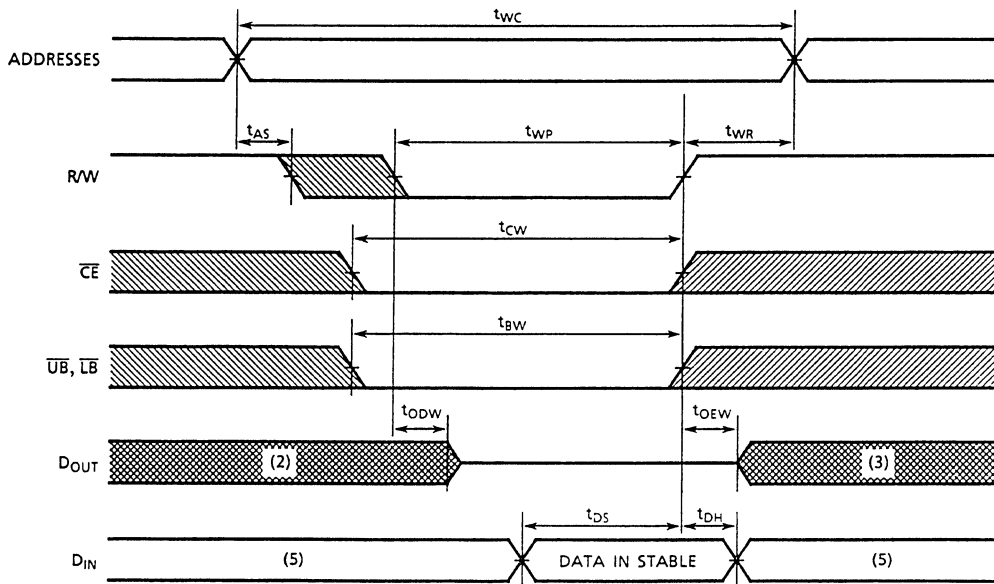 tWC
ADDRESSES
tAS
tWP
tWR
R/W
tCW
CE
tBW
UB, LB
tODW
tOEW
DOUT
(2)
(3)
tDS
tDH
DIN
(5)
DATA IN STABLE
(5)